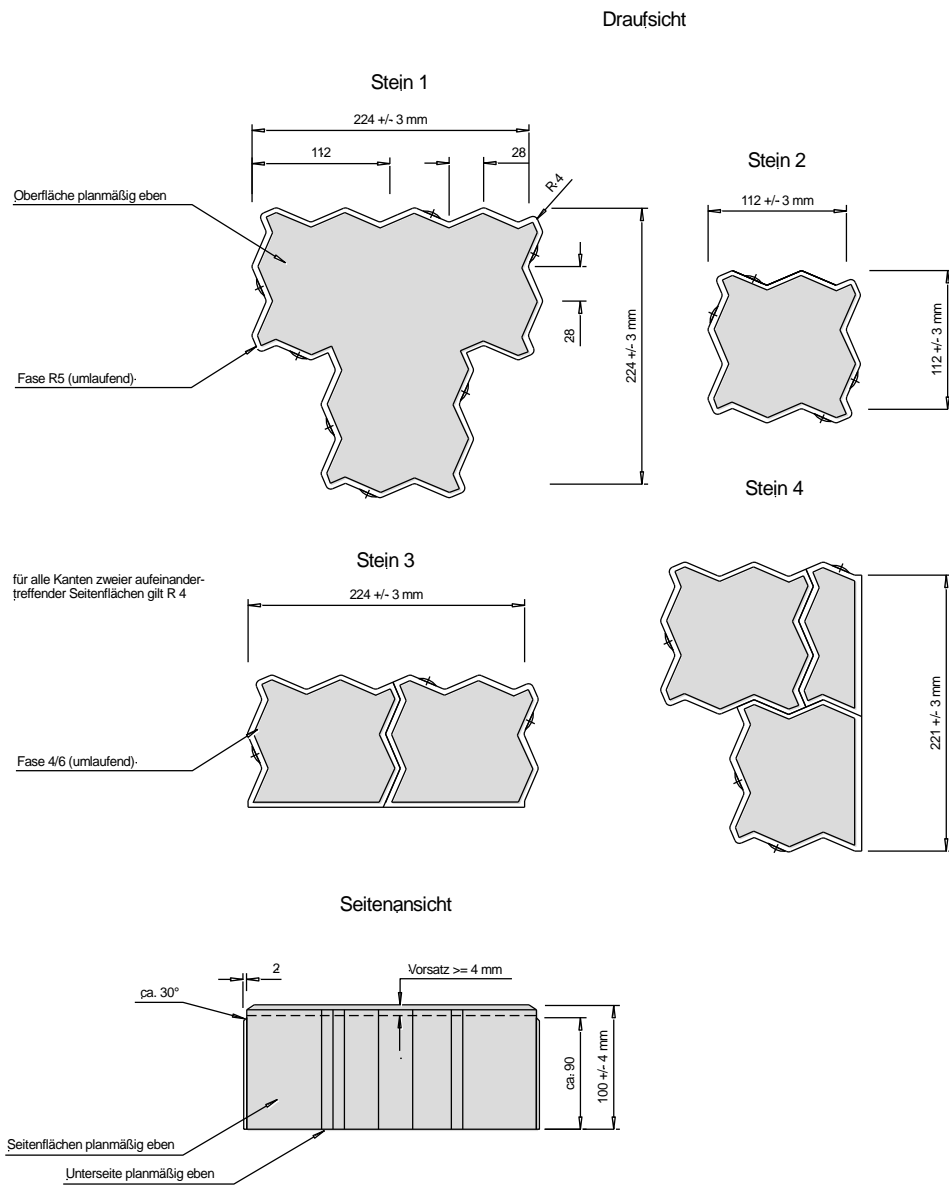 Draufsicht
Stein 1
224 +/- 3 mm
112
28
R 4
Oberfläche planmäßig eben
28
224 +/- 3 mm
Fase R5 (umlaufend)
Stein 2
112 +/- 3 mm
112 +/- 3 mm
Stein 3
für alle Kanten zweier aufeinander-
treffender Seitenflächen gilt R 4
224 +/- 3 mm
Fase 4/6 (umlaufend)
Stein 4
221 +/- 3 mm
Seitenansicht
2
Vorsatz >= 4 mm
ca. 30°
ca. 90
100 +/- 4 mm
Seitenflächen planmäßig eben
Unterseite planmäßig eben